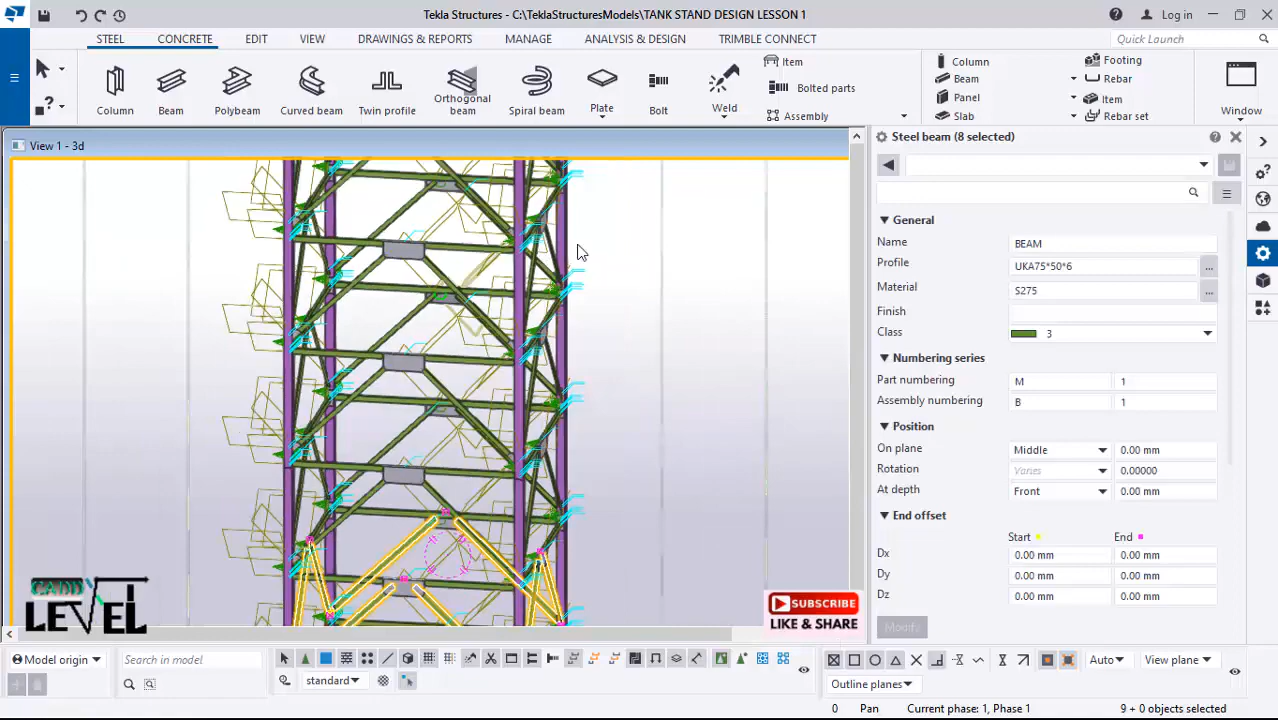 Tekla Structures - C:\TeklaStructuresModels\TANK STAND DESIGN LESSON 1
Log in
STEEL CONCRETE EDIT VIEW DRAWINGS & REPORTS MANAGE ANALYSIS & DESIGN TRIMBLE CONNECT
Quick Launch
Column Beam Polybeam Curved beam Twin profile Orthogonal beam Spiral beam Plate Bolt Weld
Item
Bolted parts
Assembly
Column
Beam
Panel
Slab
Footing
Rebar
Item
Rebar set
Window
View 1 - 3d
Steel beam (8 selected)
General
Name BEAM
Profile UKA75*50*6 ...
Material S275 ...
Finish
Class 3
Numbering series
Part numbering M 1
Assembly numbering B 1
Position
On plane Middle 0.00 mm
Rotation Varies 0.00000
At depth Front 0.00 mm
End offset
Start End
Dx 0.00 mm 0.00 mm
Dy 0.00 mm 0.00 mm
Dz 0.00 mm 0.00 mm
Modify
CADD
LEVEL
SUBSCRIBE
LIKE & SHARE
Model origin
Search in model
standard
Auto
View plane
Outline planes
0 Pan Current phase: 1, Phase 1 9 + 0 objects selected